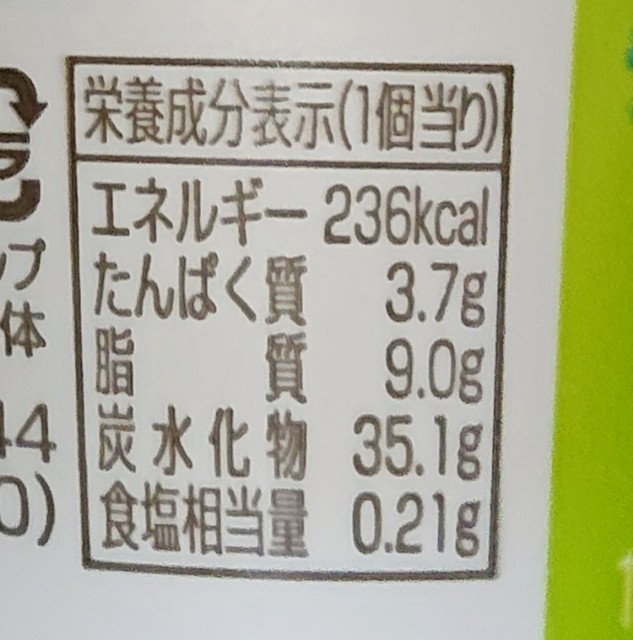 栄養成分表示(1個当り)
エネルギー 236kcal
たんぱく質 3.7g
脂質 9.0g
炭水化物 35.1g
食塩相当量 0.21g
ップ
体
44
0)